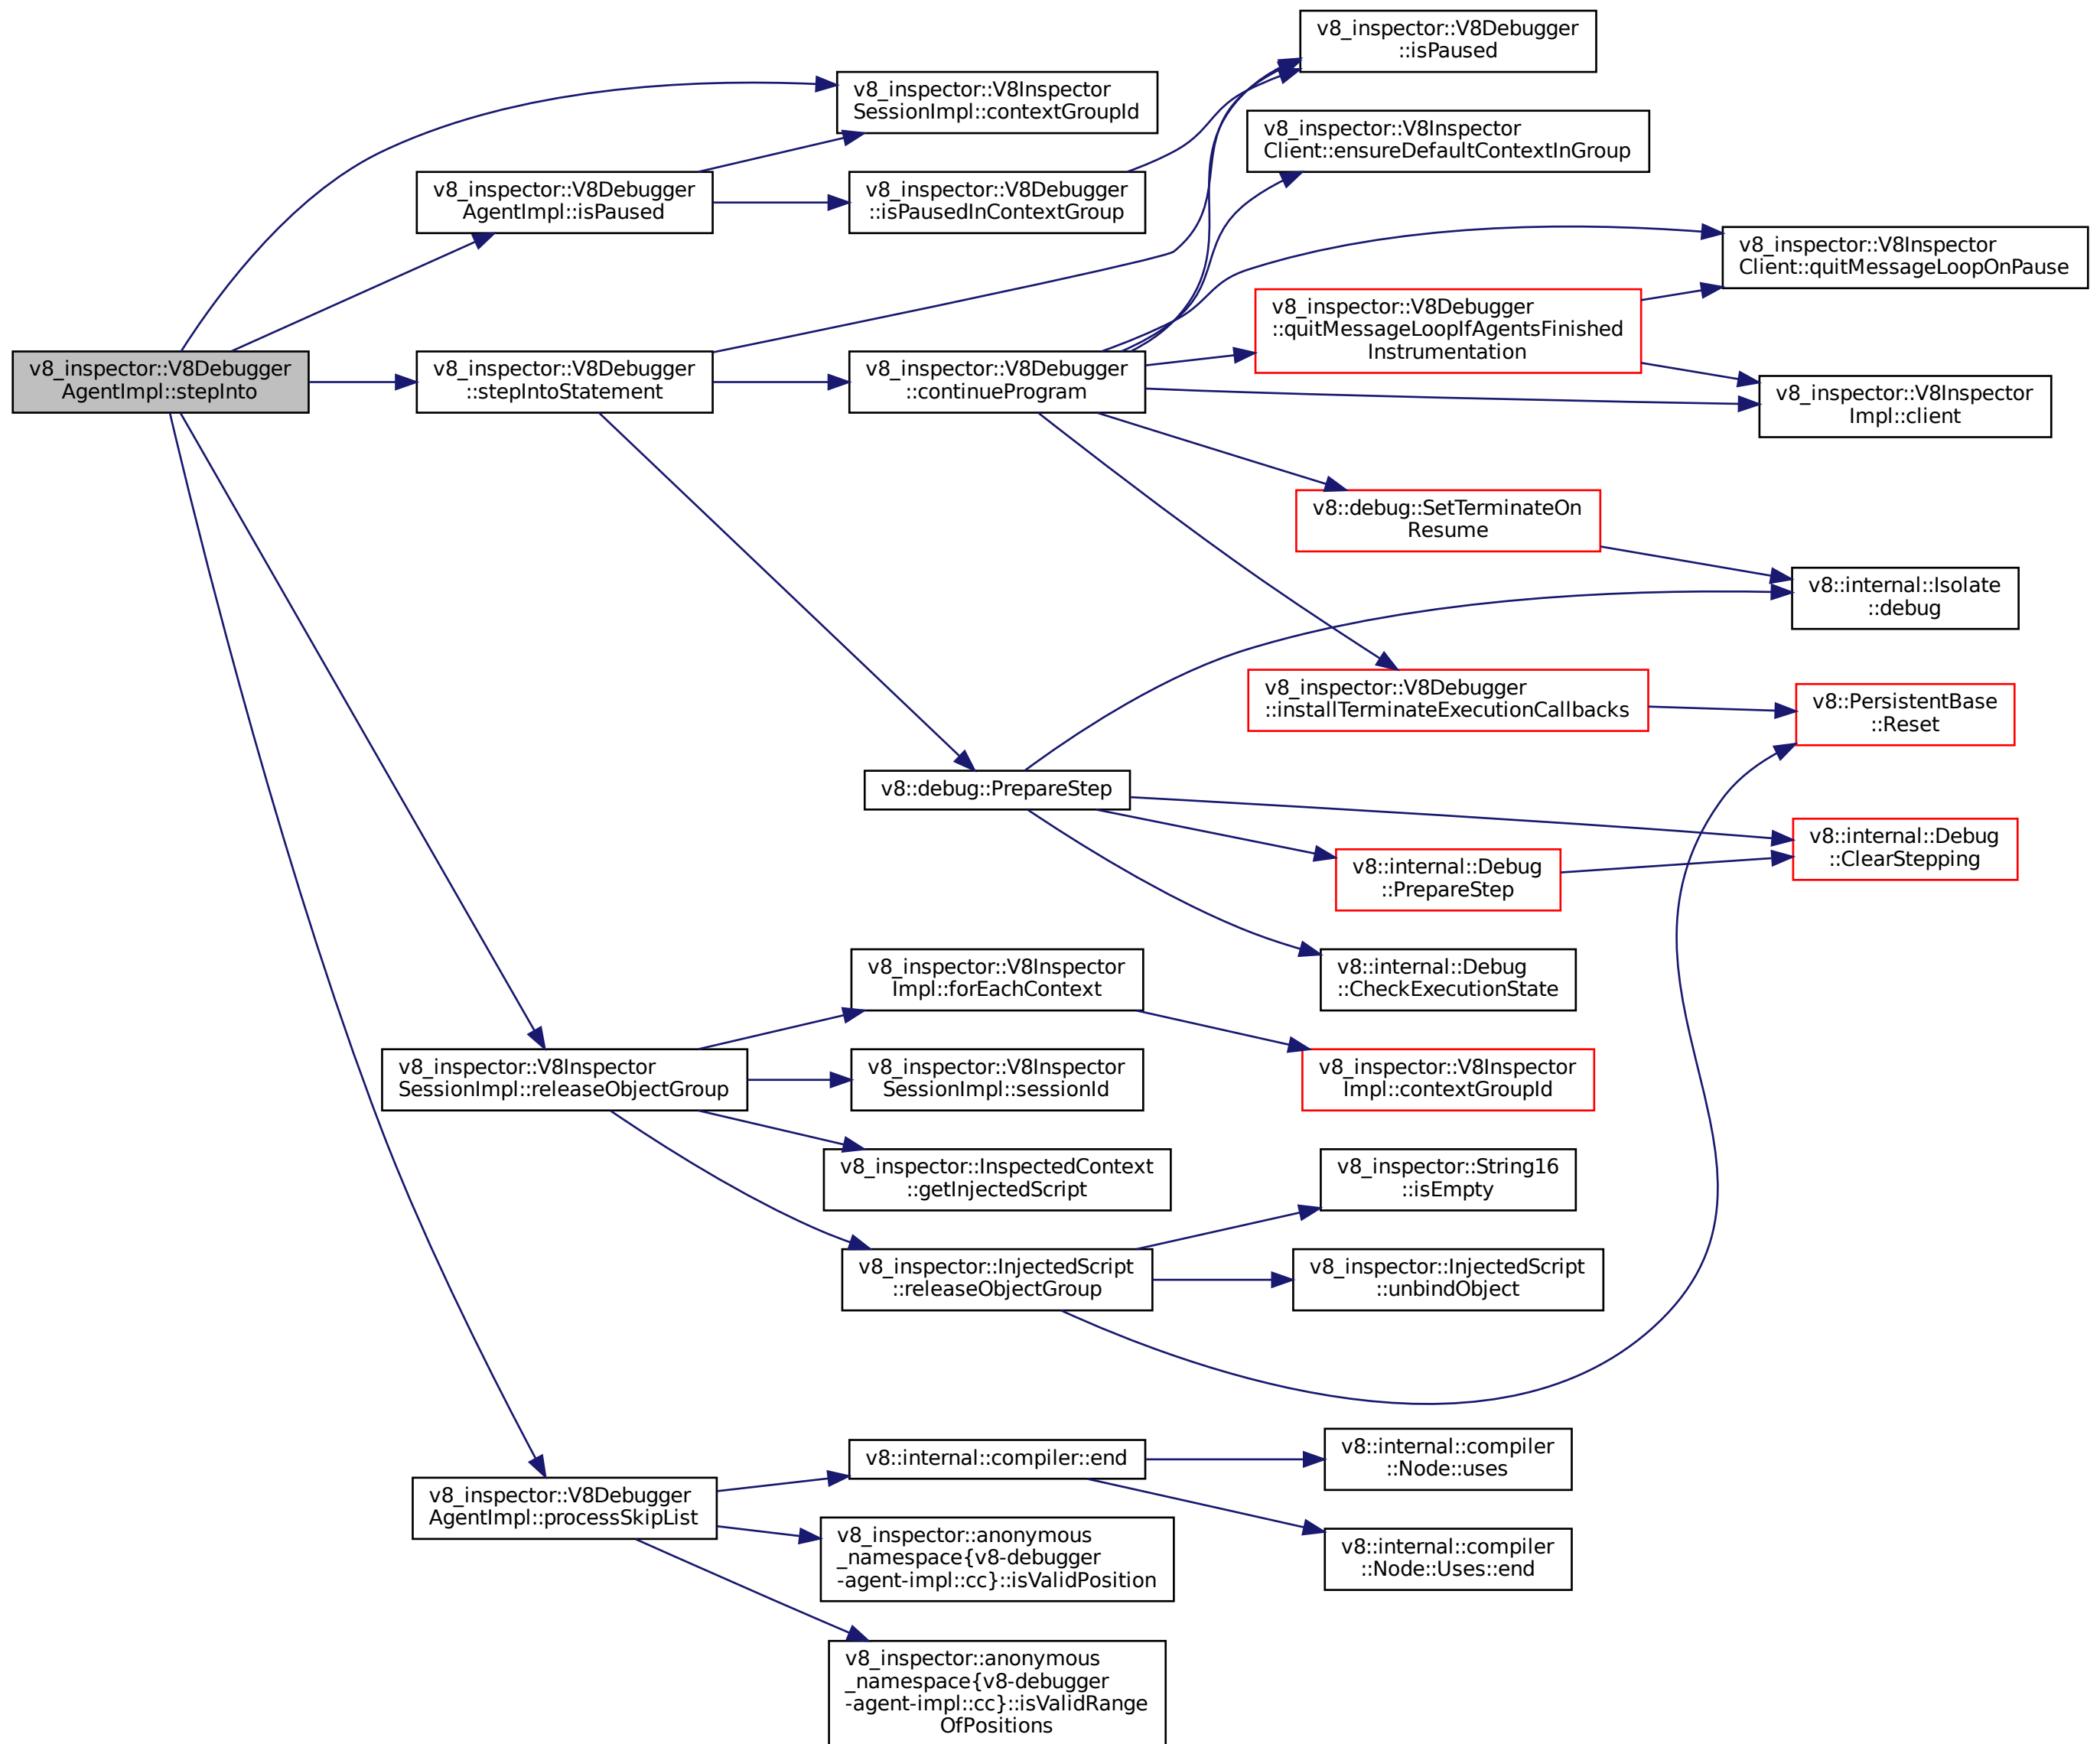 v8_inspector::V8Debugger
AgentImpl::stepInto
v8_inspector::V8Inspector
SessionImpl::contextGroupId
v8_inspector::V8Debugger
AgentImpl::isPaused
v8_inspector::V8Debugger
::isPausedInContextGroup
v8_inspector::V8Debugger
::isPaused
v8_inspector::V8Inspector
Client::ensureDefaultContextInGroup
v8_inspector::V8Inspector
Client::quitMessageLoopOnPause
v8_inspector::V8Debugger
::quitMessageLoopIfAgentsFinished
Instrumentation
v8_inspector::V8Debugger
::stepIntoStatement
v8_inspector::V8Debugger
::continueProgram
v8_inspector::V8Inspector
Impl::client
v8::debug::SetTerminateOn
Resume
v8::internal::Isolate
::debug
v8_inspector::V8Debugger
::installTerminateExecutionCallbacks
v8::PersistentBase
::Reset
v8::debug::PrepareStep
v8::internal::Debug
::ClearStepping
v8::internal::Debug
::PrepareStep
v8::internal::Debug
::CheckExecutionState
v8_inspector::V8Inspector
SessionImpl::releaseObjectGroup
v8_inspector::V8Inspector
Impl::forEachContext
v8_inspector::V8Inspector
SessionImpl::sessionId
v8_inspector::V8Inspector
Impl::contextGroupId
v8_inspector::InspectedContext
::getInjectedScript
v8_inspector::String16
::isEmpty
v8_inspector::InjectedScript
::releaseObjectGroup
v8_inspector::InjectedScript
::unbindObject
v8_inspector::V8Debugger
AgentImpl::processSkipList
v8::internal::compiler::end
v8::internal::compiler
::Node::uses
v8_inspector::anonymous
_namespace{v8-debugger
-agent-impl::cc}::isValidPosition
v8::internal::compiler
::Node::Uses::end
v8_inspector::anonymous
_namespace{v8-debugger
-agent-impl::cc}::isValidRange
OfPositions